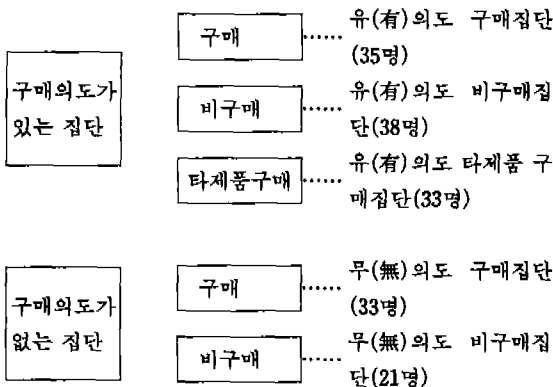 구매의도가
있는 집단
구매 …… 유(有)의도 구매집단
(35명)
비구매 …… 유(有)의도 비구매집
단(38명)
타제품구매 …… 유(有)의도 타제품 구
매집단(33명)
구매의도가
없는 집단
구매 …… 무(無)의도 구매집단
(33명)
비구매 …… 무(無)의도 비구매집
단(21명)